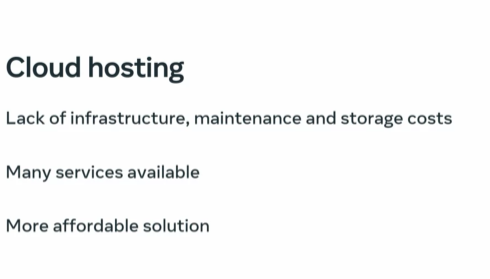 Cloud hosting
Lack of infrastructure, maintenance and storage costs
Many services available
More affordable solution